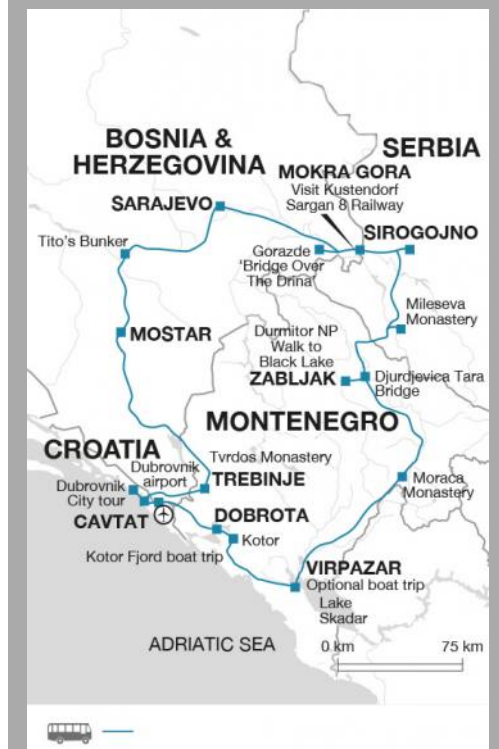 BOSNIA &
HERZEGOVINA
SERBIA
MOKRA GORA
Visit Kustendorf
Sargan 8 Railway
SARAJEVO
SIROGOJNO
Tito's Bunker
Gorazde
'Bridge Over
The Drina'
Mileseva
Monastery
MOSTAR
Durmitor NP
Walk to
Black Lake
ZABLJAK
Djurdjevica Tara
Bridge
MONTENEGRO
CROATIA
Tvrdos Monastery
Dubrovnik
airport
TREBINJE
Dubrovnik
City tour
Moraca
Monastery
CAVTAT
DOBROTA
Kotor
Kotor Fjord boat trip
VIRPAZAR
Optional boat trip
Lake
Skadar
ADRIATIC SEA
0 km
75 km